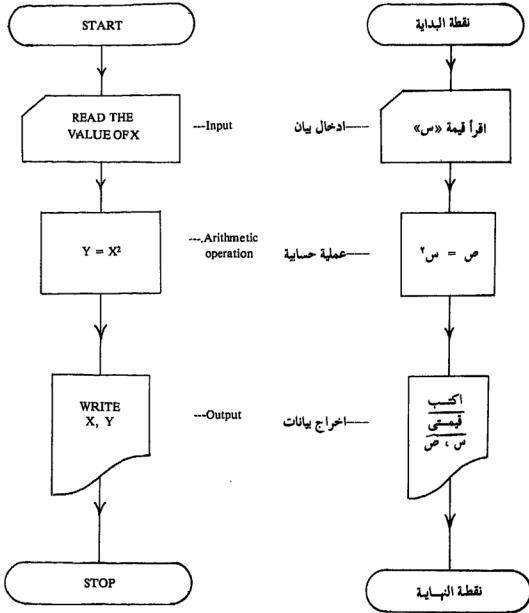 START
READ THE
VALUE OF X
---Input
Y = X²
---Arithmetic
operation
WRITE
X, Y
---Output
STOP
نقطة البداية
اقرأ قيمة «س»
ادخال بيان
ص = س٢
عملية حسابية
اكتب
قيمتى
س ، ص
اخراج بيانات
نقطة النهاية